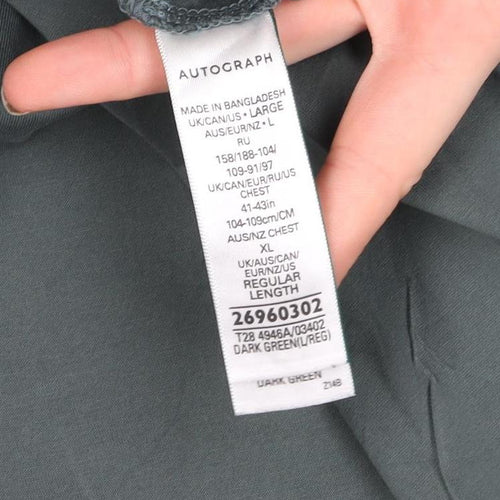 AUTOGRAPH
MADE IN BANGLADESH
UK/CAN/US • LARGE
AUS/EUR/NZ • L
RU
158/188-104/
109-91/97
UK/CAN/EUR/RU/US
CHEST
41-43in
104-109cm/CM
AUS/NZ CHEST
XL
UK/AUS/CAN/
EUR/NZ/US
REGULAR
LENGTH
26960302
T28 4946A/03402
DARK GREEN(L/REG)
DARK GREEN
Z14B